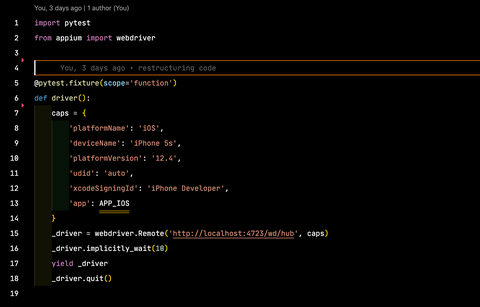 You, 3 days ago | 1 author (You)
1 import pytest
2 from appium import webdriver
3
4 You, 3 days ago • restructuring code
5 @pytest.fixture(scope='function')
6 def driver():
7 caps = {
8 'platformName': 'iOS',
9 'deviceName': 'iPhone 5s',
10 'platformVersion': '12.4',
11 'udid': 'auto',
12 'xcodeSigningId': 'iPhone Developer',
13 'app': APP_IOS
14 }
15 _driver = webdriver.Remote('http://localhost:4723/wd/hub', caps)
16 _driver.implicitly_wait(10)
17 yield _driver
18 _driver.quit()
19